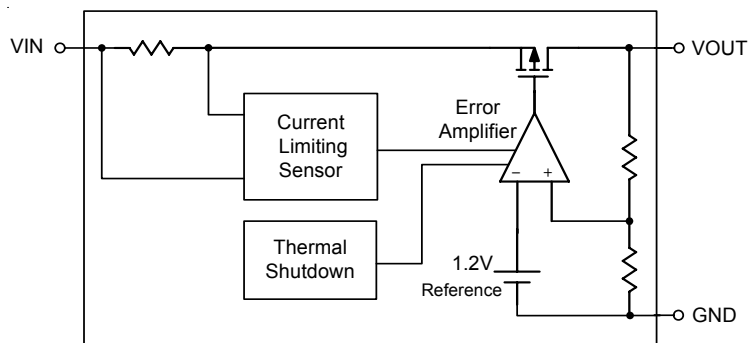 VIN
VOUT
Current
Limiting
Sensor
Error
Amplifier
− +
Thermal
Shutdown
1.2V
Reference
GND